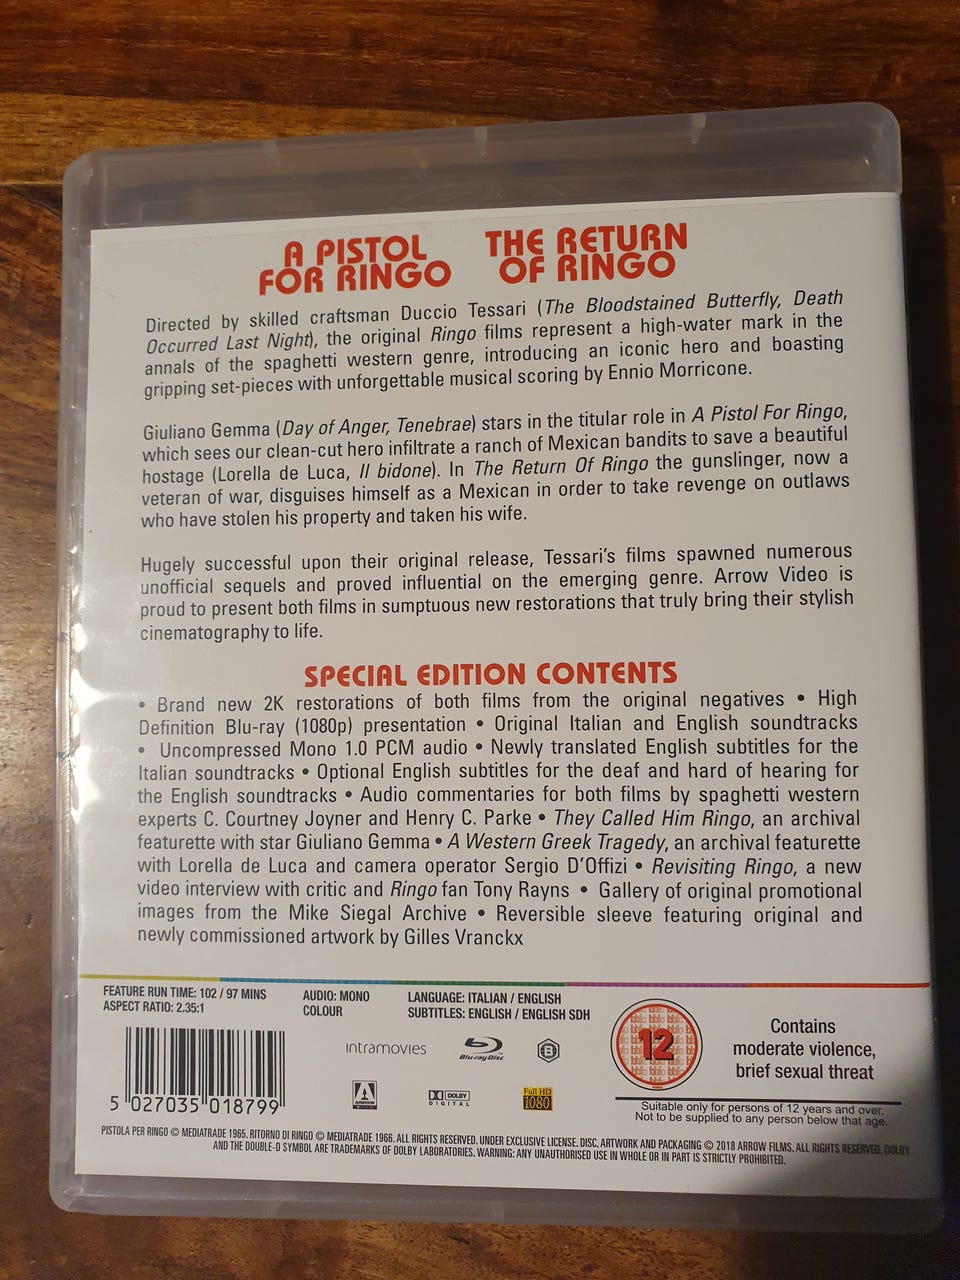 A PISTOL
FOR RINGO
THE RETURN
OF RINGO
Directed by skilled craftsman Duccio Tessari (The Bloodstained Butterfly, Death
Occurred Last Night), the original Ringo films represent a high-water mark in the
annals of the spaghetti western genre, introducing an iconic hero and boasting
gripping set-pieces with unforgettable musical scoring by Ennio Morricone.
Giuliano Gemma (Day of Anger, Tenebrae) stars in the titular role in A Pistol For Ringo,
which sees our clean-cut hero infiltrate a ranch of Mexican bandits to save a beautiful
hostage (Lorella de Luca, Il bidone). In The Return Of Ringo the gunslinger, now a
veteran of war, disguises himself as a Mexican in order to take revenge on outlaws
who have stolen his property and taken his wife.
Hugely successful upon their original release, Tessari's films spawned numerous
unofficial sequels and proved influential on the emerging genre. Arrow Video is
proud to present both films in sumptuous new restorations that truly bring their stylish
cinematography to life.
SPECIAL EDITION CONTENTS
• Brand new 2K restorations of both films from the original negatives • High
Definition Blu-ray (1080p) presentation • Original Italian and English soundtracks
• Uncompressed Mono 1.0 PCM audio • Newly translated English subtitles for the
Italian soundtracks • Optional English subtitles for the deaf and hard of hearing for
the English soundtracks • Audio commentaries for both films by spaghetti western
experts C. Courtney Joyner and Henry C. Parke • They Called Him Ringo, an archival
featurette with star Giuliano Gemma • A Western Greek Tragedy, an archival featurette
with Lorella de Luca and camera operator Sergio D'Offizi • Revisiting Ringo, a new
video interview with critic and Ringo fan Tony Rayns • Gallery of original promotional
images from the Mike Siegal Archive • Reversible sleeve featuring original and
newly commissioned artwork by Gilles Vranckx
FEATURE RUN TIME: 102 / 97 MINS
ASPECT RATIO: 2.35:1
AUDIO: MONO
COLOUR
LANGUAGE: ITALIAN / ENGLISH
SUBTITLES: ENGLISH / ENGLISH SDH
12
Contains
moderate violence,
brief sexual threat
Suitable only for persons of 12 years and over.
Not to be supplied to any person below that age.
intramovies
Blu-ray Disc
B
ARROW
DOLBY
DIGITAL
Full HD
1080
5 027035 018799
PISTOLA PER RINGO © MEDIATRADE 1965. RITORNO DI RINGO © MEDIATRADE 1966. ALL RIGHTS RESERVED. UNDER EXCLUSIVE LICENSE. DISC, ARTWORK AND PACKAGING © 2018 ARROW FILMS. ALL RIGHTS RESERVED. DOLBY
AND THE DOUBLE-D SYMBOL ARE TRADEMARKS OF DOLBY LABORATORIES. WARNING: ANY UNAUTHORISED USE IN WHOLE OR IN PART IS STRICTLY PROHIBITED.